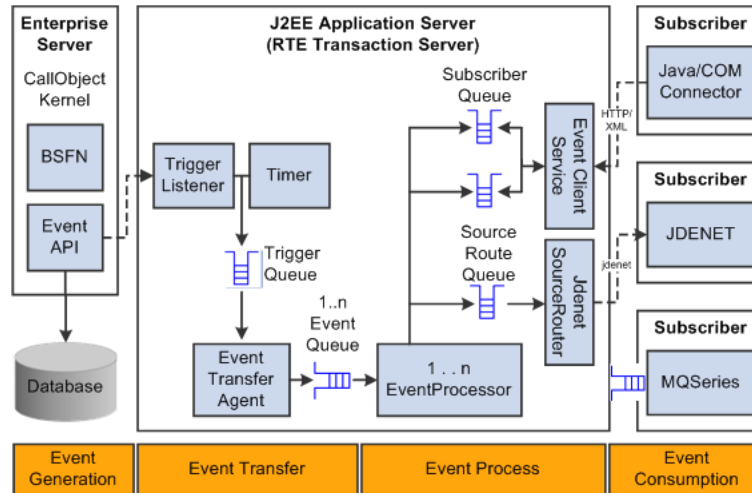 Enterprise
Server
CallObject
Kernel
BSFN
Event
API
Database
J2EE Application Server
(RTE Transaction Server)
Trigger
Listener
Timer
Trigger
Queue
Event
Transfer
Agent
1..n
Event
Queue
1 . . n
EventProcessor
Subscriber
Queue
Event Client
Service
Source
Route
Queue
Jdenet
SourceRouter
HTTP/
XML
jdenet
Subscriber
Java/COM
Connector
Subscriber
JDENET
Subscriber
MQSeries
Event
Generation
Event Transfer
Event Process
Event
Consumption